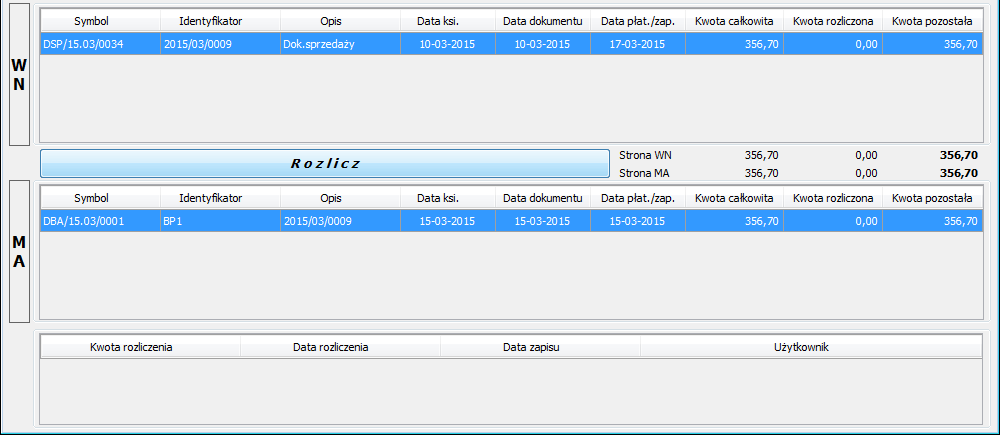 WN
Symbol Identyfikator Opis Data ksi. Data dokumentu Data płat./zap. Kwota całkowita Kwota rozliczona Kwota pozostała
DSP/15.03/0034 2015/03/0009 Dok.sprzedaży 10-03-2015 10-03-2015 17-03-2015 356,70 0,00 356,70
Rozlicz
Strona WN 356,70 0,00 356,70
Strona MA 356,70 0,00 356,70
MA
Symbol Identyfikator Opis Data ksi. Data dokumentu Data płat./zap. Kwota całkowita Kwota rozliczona Kwota pozostała
DBA/15.03/0001 BP1 2015/03/0009 15-03-2015 15-03-2015 15-03-2015 356,70 0,00 356,70
Kwota rozliczenia Data rozliczenia Data zapisu Użytkownik